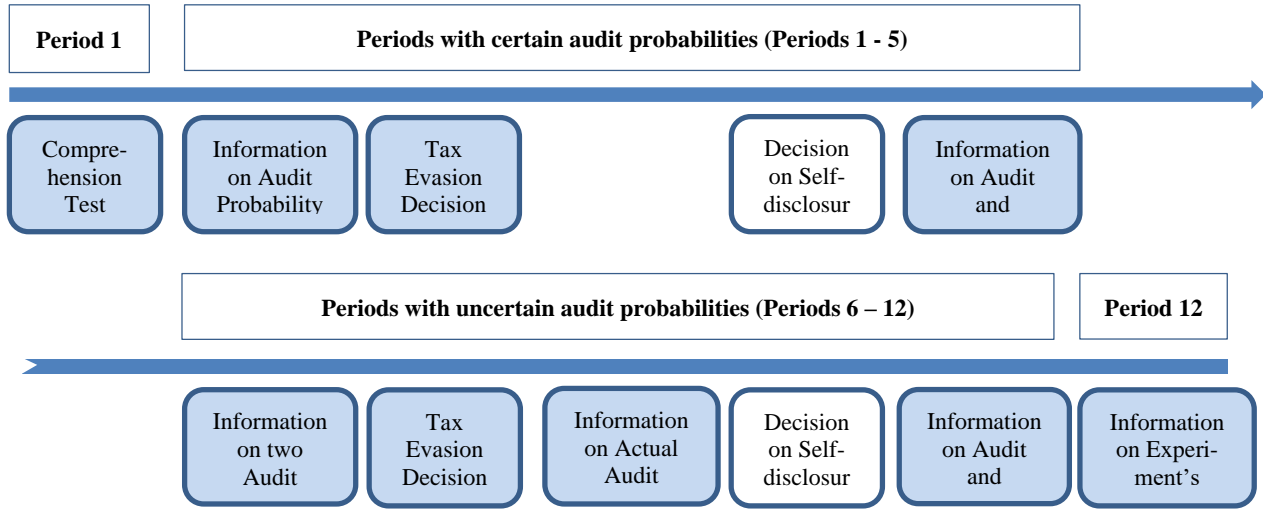 Period 1
Periods with certain audit probabilities (Periods 1 - 5)
Compre-
hension
Test
Information
on Audit
Probability
Tax
Evasion
Decision
Decision
on Self-
disclosur
Information
on Audit
and
Periods with uncertain audit probabilities (Periods 6 – 12)
Period 12
Information
on two
Audit
Tax
Evasion
Decision
Information
on Actual
Audit
Decision
on Self-
disclosur
Information
on Audit
and
Information
on Experi-
ment’s